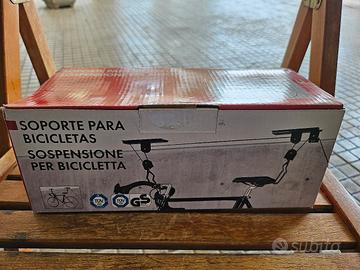 SOPORTE PARA
BICICLETAS
SOSPENSIONE
PER BICICLETTA
GS
subito